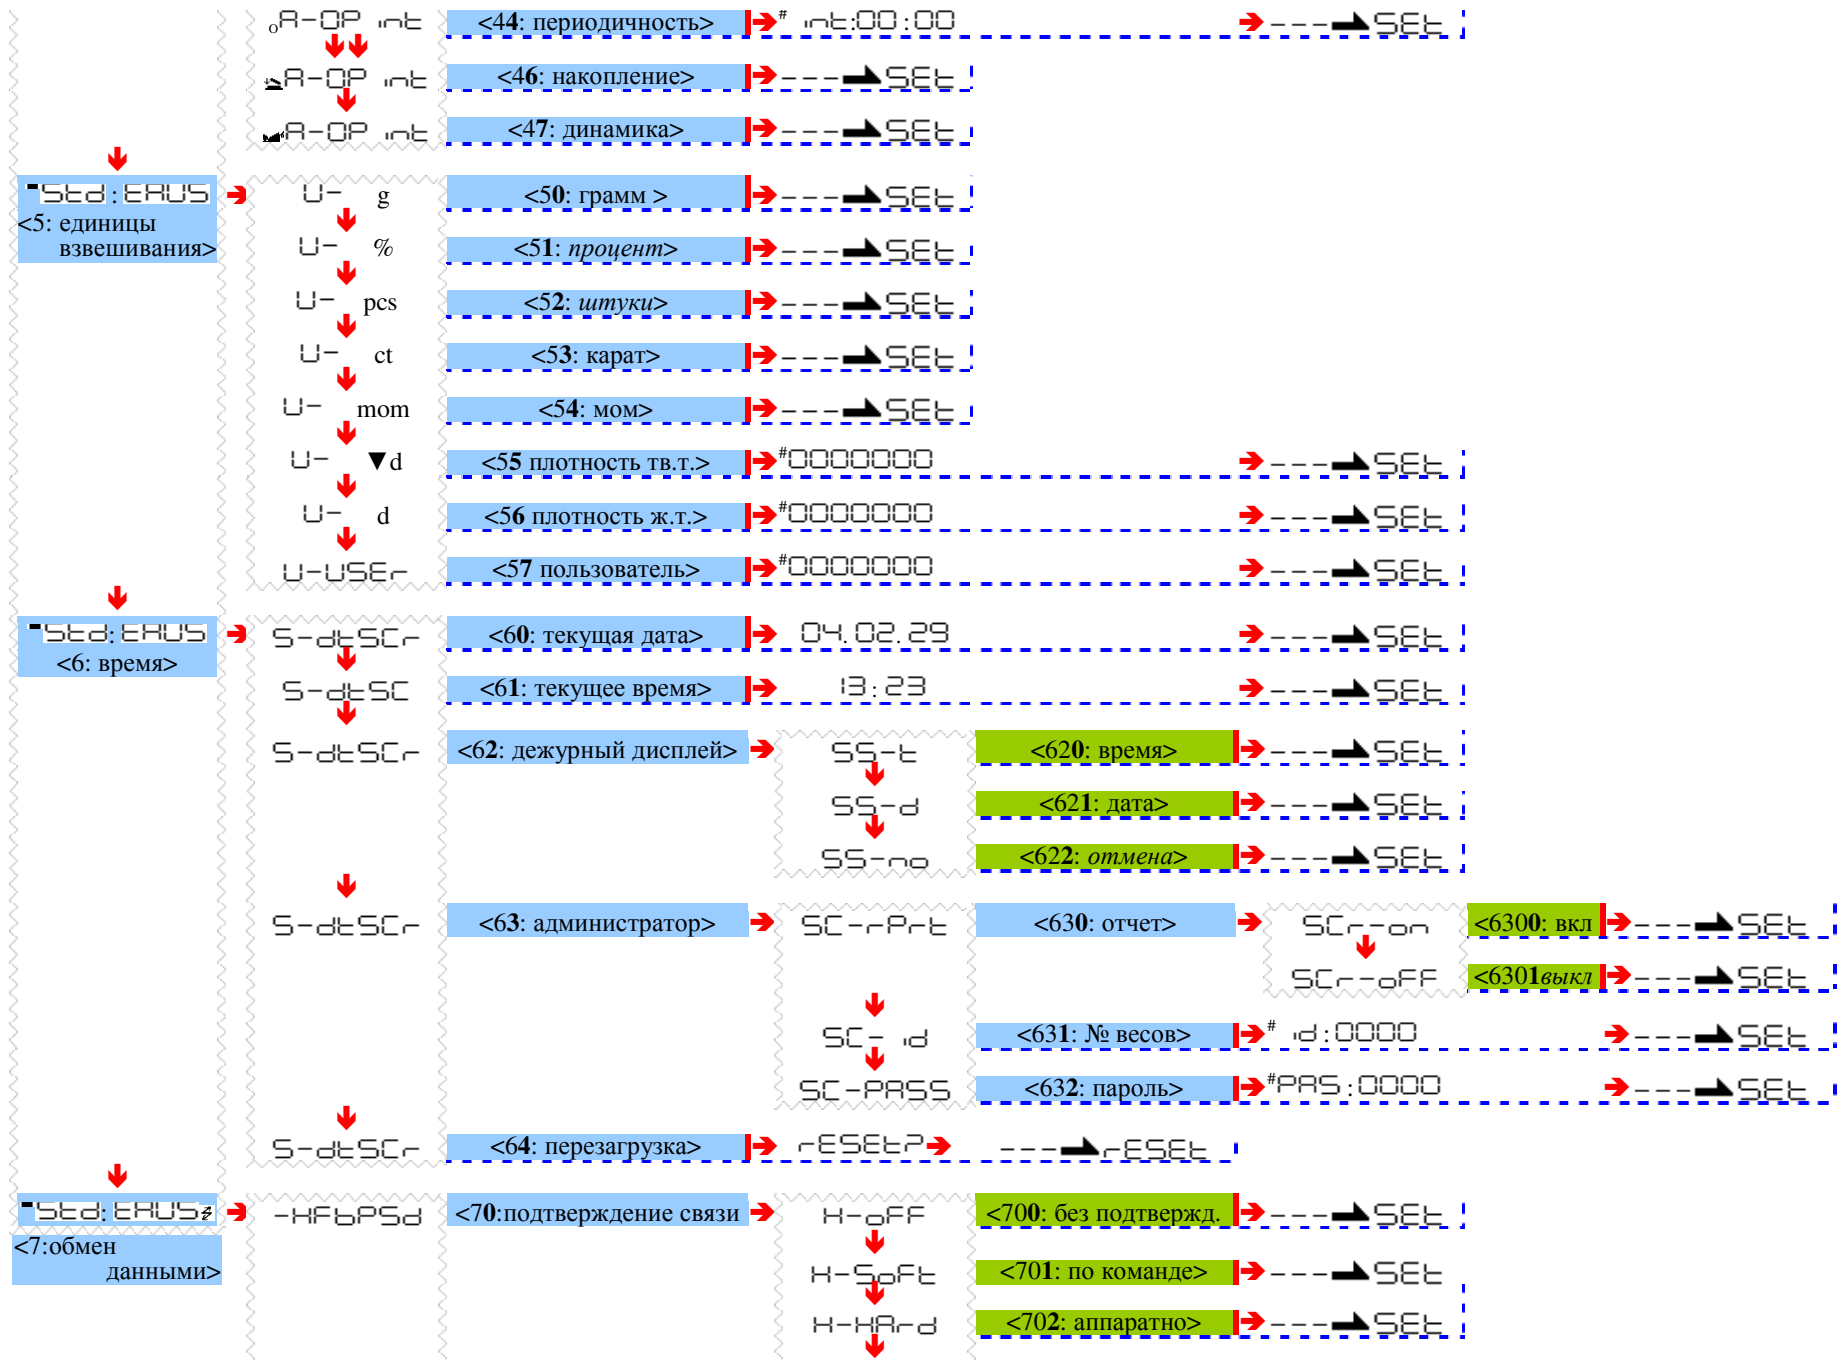 oA-OP int <44: периодичность> # int:00:00 ---SEt
A-OP int <46: накопление> ---SEt
A-OP int <47: динамика> ---SEt
Std:EAUS U- g <50: грамм > ---SEt
<5: единицы
взвешивания>
U- % <51: процент> ---SEt
U- pcs <52: штуки> ---SEt
U- ct <53: карат> ---SEt
U- mom <54: мом> ---SEt
U- ▼d <55 плотность тв.т.> #0000000 ---SEt
U- d <56 плотность ж.т.> #0000000 ---SEt
U-USEr <57 пользователь> #0000000 ---SEt
Std:EAUS S-dtSCr <60: текущая дата> 04.02.29 ---SEt
<6: время>
S-dtSC <61: текущее время> 13:23 ---SEt
S-dtSCr <62: дежурный дисплей> SS-t <620: время> ---SEt
SS-d <621: дата> ---SEt
SS-no <622: отмена> ---SEt
S-dtSCr <63: администратор> SC-rPrt <630: отчет> SCr-on <6300: вкл ---SEt
SCr-oFF <6301выкл ---SEt
SC- id <631: № весов> # id:0000 ---SEt
SC-PASS <632: пароль> #PAS:0000 ---SEt
S-dtSCr <64: перезагрузка> rESEt? ---rESEt
Std:EAUS -HFbPSd <70:подтверждение связи H-oFF <700: без подтвержд. ---SEt
<7:обмен
данными>
H-SoFt <701: по команде> ---SEt
H-HArd <702: аппаратно> ---SEt